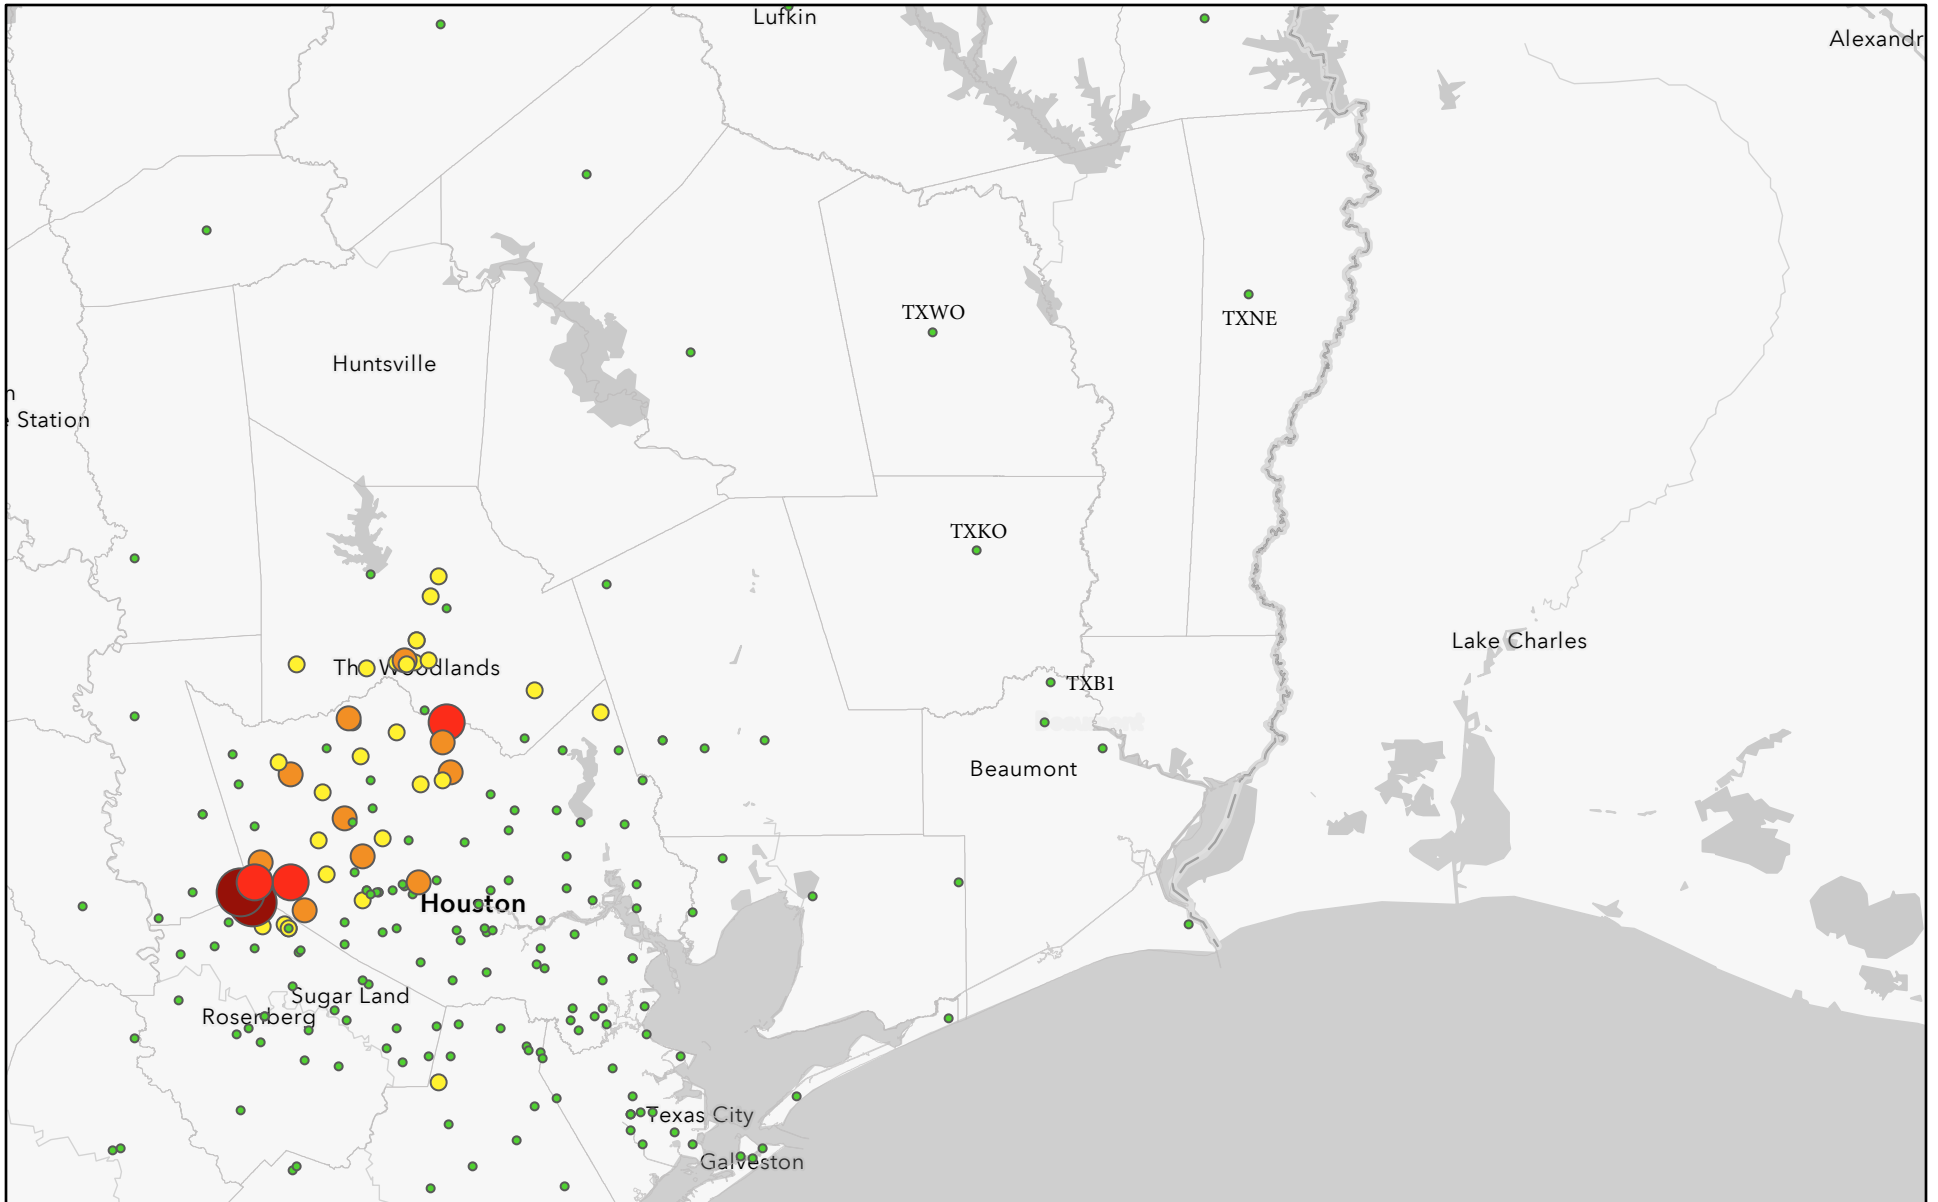 Lufkin
Alexandr
TXWO
TXNE
Huntsville
n
Station
TXKO
Lake Charles
The Woodlands
TXB1
Beaumont
Beaumont
Houston
Sugar Land
Rosenberg
Texas City
Galveston